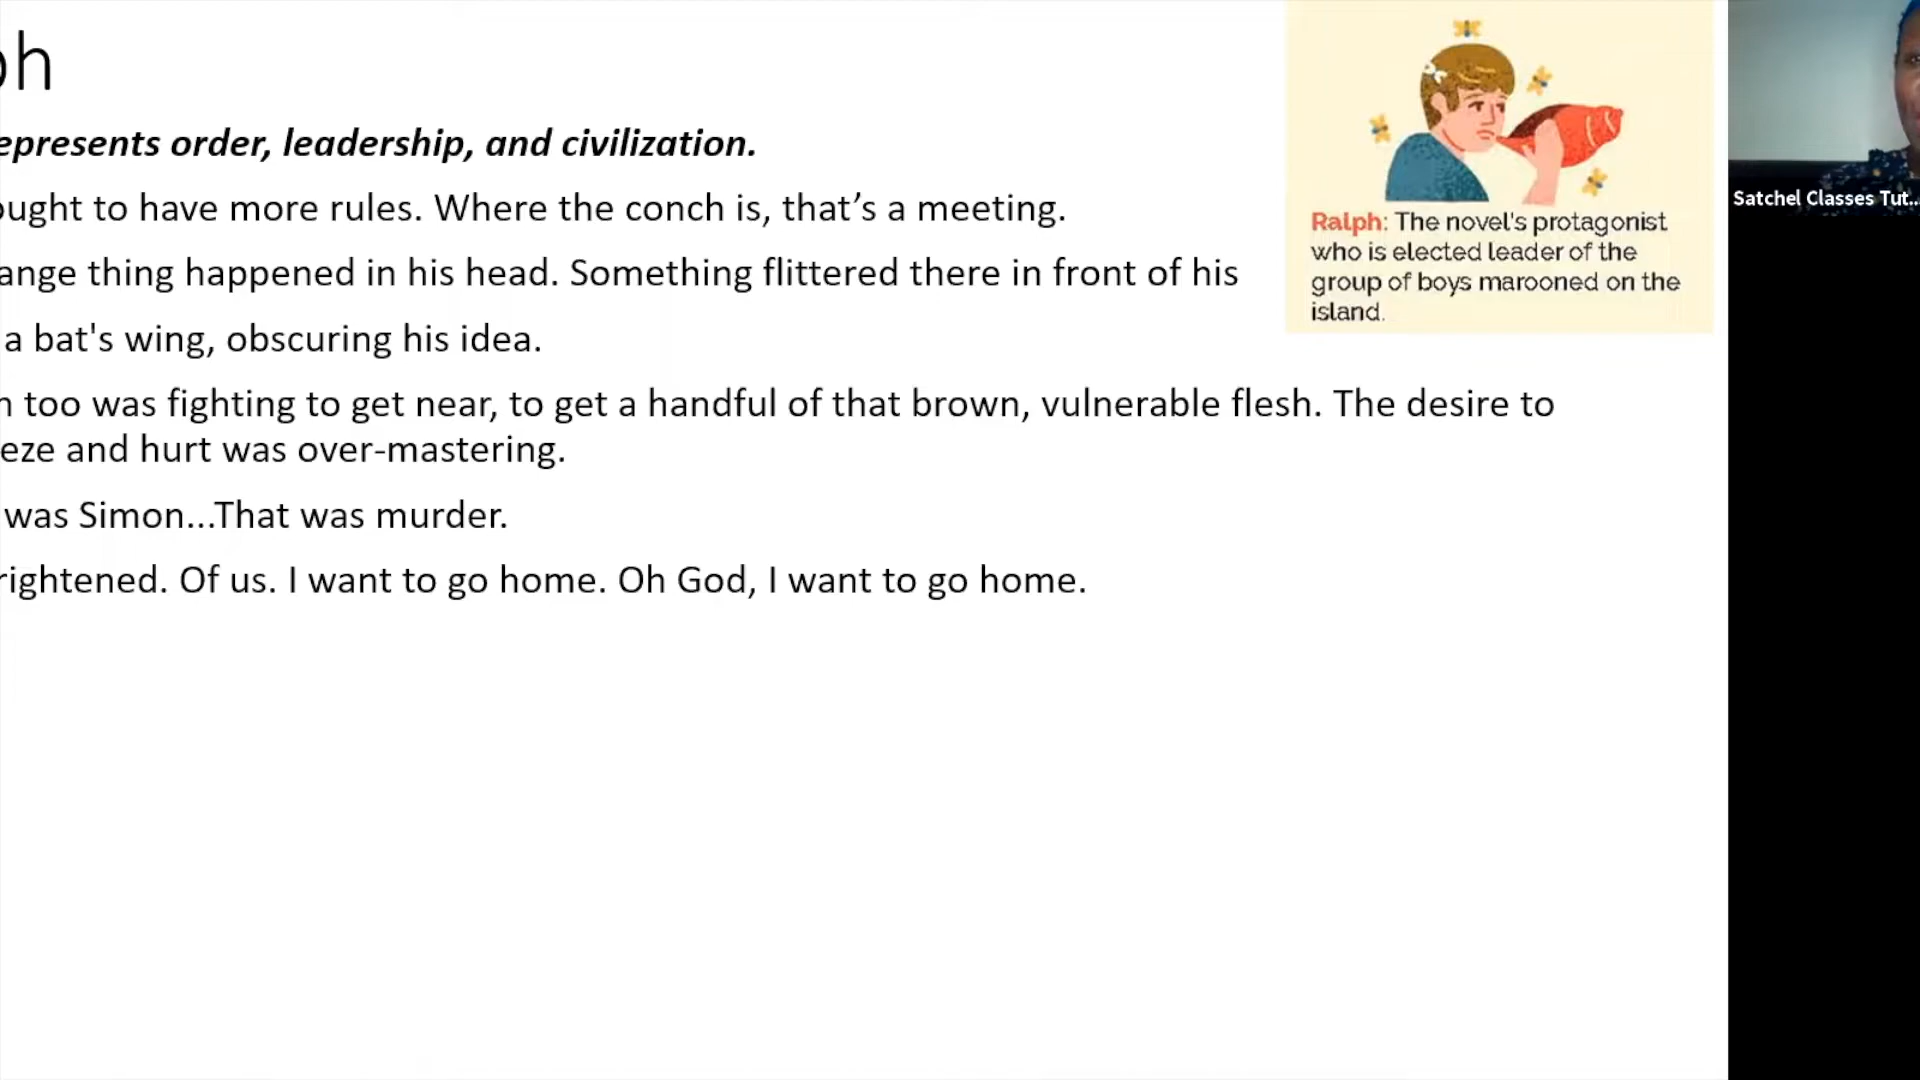 ph
epresents order, leadership, and civilization.
ought to have more rules. Where the conch is, that’s a meeting.
ange thing happened in his head. Something flittered there in front of his
a bat's wing, obscuring his idea.
n too was fighting to get near, to get a handful of that brown, vulnerable flesh. The desire to
eze and hurt was over-mastering.
was Simon...That was murder.
rightened. Of us. I want to go home. Oh God, I want to go home.
Ralph: The novel's protagonist
who is elected leader of the
group of boys marooned on the
island.
Satchel Classes Tut...